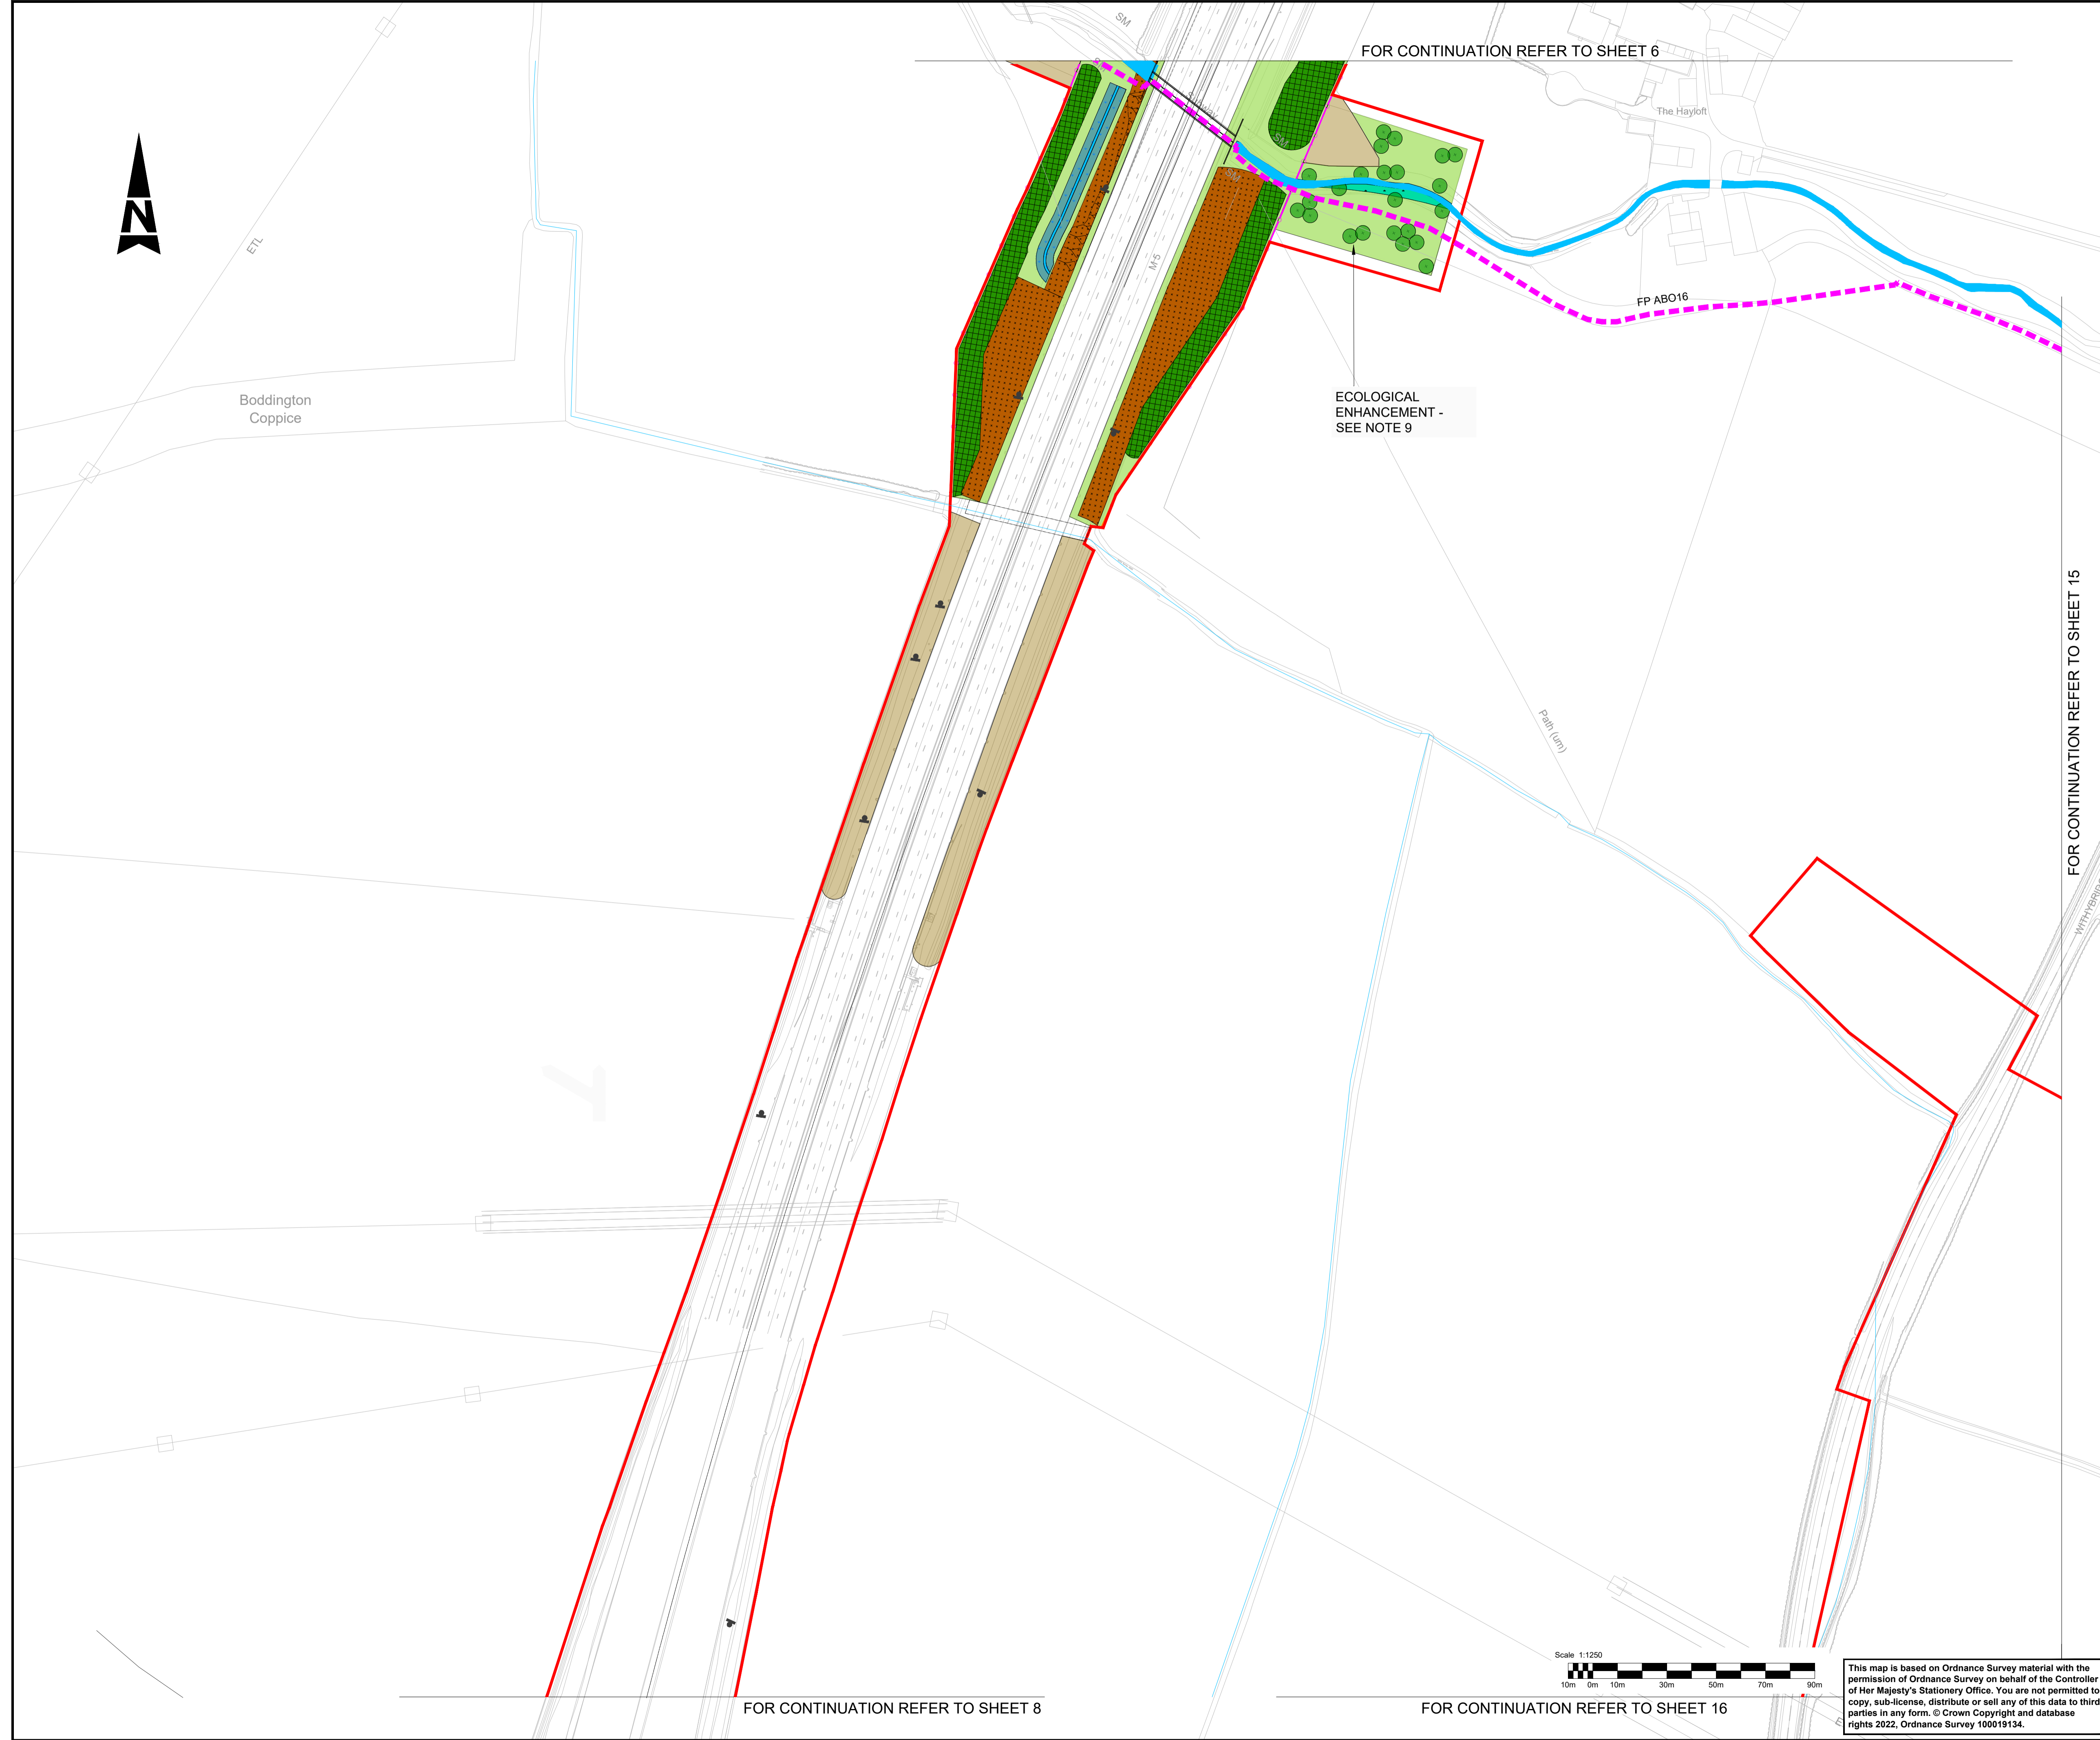 SM
FOR CONTINUATION REFER TO SHEET 6
Subway
The Hayloft
SM
SM
N
ETL
M 5
FP ABO16
Boddington
Coppice
ECOLOGICAL
ENHANCEMENT -
SEE NOTE 9
FOR CONTINUATION REFER TO SHEET 15
Path (um)
Scale 1:1250
10m 0m 10m 30m 50m 70m 90m
This map is based on Ordnance Survey material with the
permission of Ordnance Survey on behalf of the Controller
of Her Majesty's Stationery Office. You are not permitted to
copy, sub-license, distribute or sell any of this data to third
parties in any form. © Crown Copyright and database
rights 2022, Ordnance Survey 100019134.
FOR CONTINUATION REFER TO SHEET 8
FOR CONTINUATION REFER TO SHEET 16